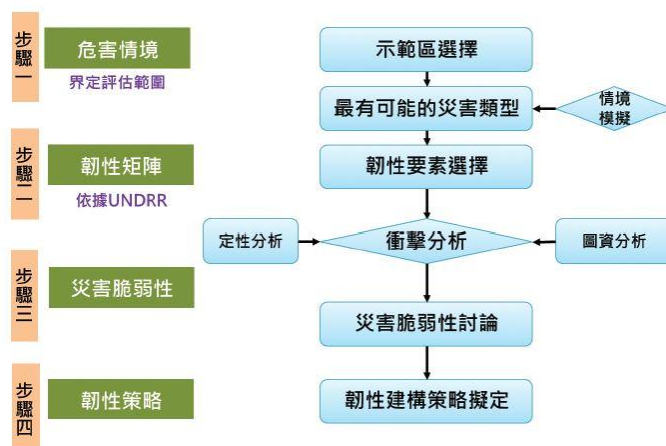 步驟一
危害情境
界定評估範圍
示範區選擇
最有可能的災害類型
情境
模擬
步驟二
韌性矩陣
依據UNDRR
韌性要素選擇
定性分析
衝擊分析
圖資分析
步驟三
災害脆弱性
災害脆弱性討論
步驟四
韌性策略
韌性建構策略擬定